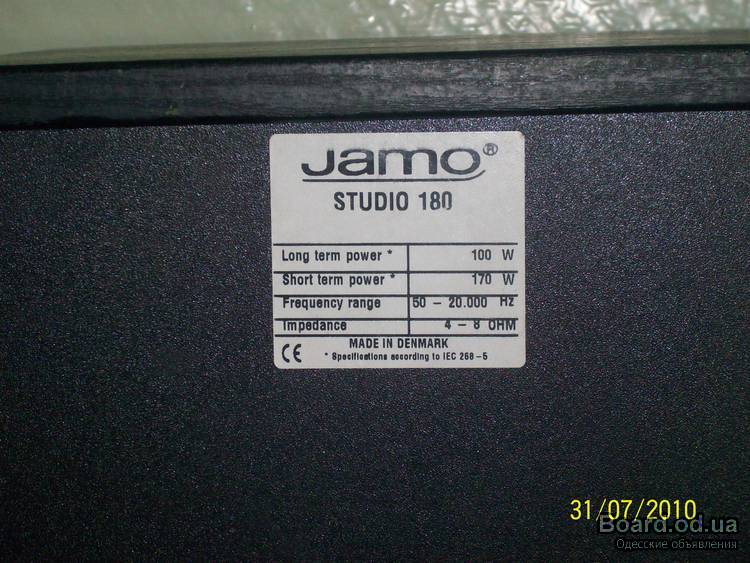 Jamo®
STUDIO 180
Long term power * 100 W
Short term power * 170 W
Frequency range 50 – 20.000 Hz
Impedance 4 – 8 OHM
MADE IN DENMARK
CE * Specifications according to IEC 268–5
31/07/2010
Board.od.ua
Одесские объявления